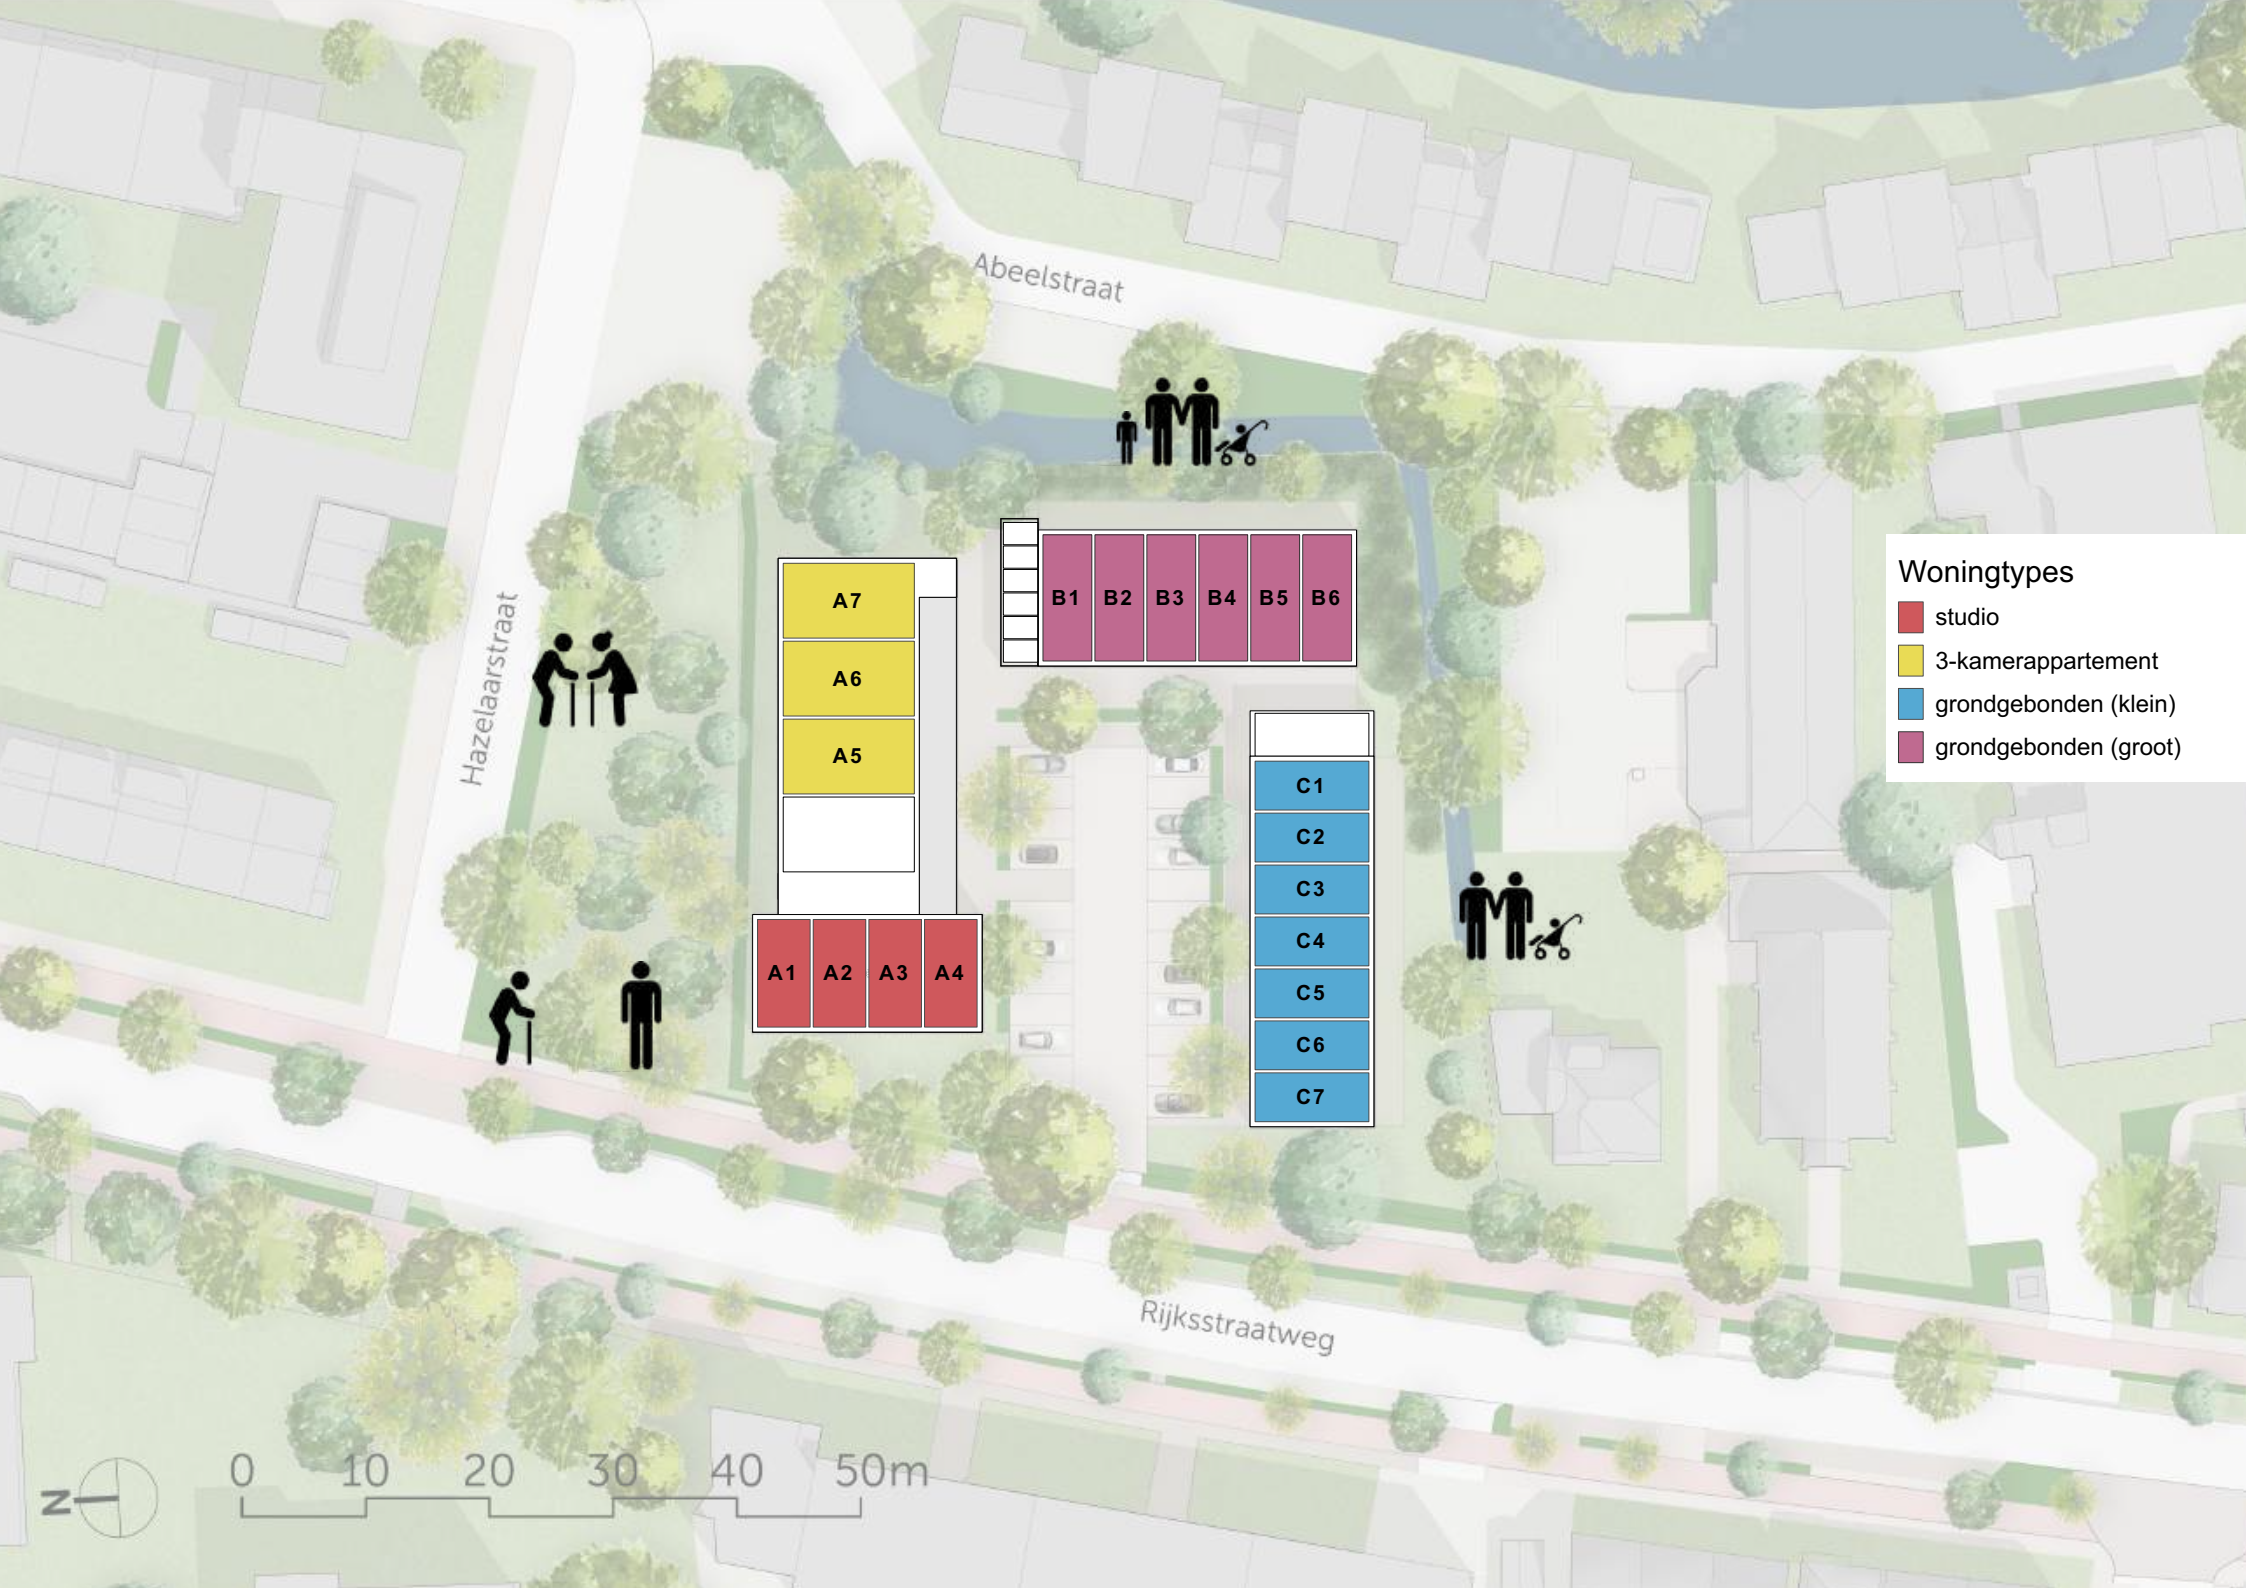 Abeelstraat
Hazelaarstraat
A7
A6
A5
A1 A2 A3 A4
B1 B2 B3 B4 B5 B6
C1
C2
C3
C4
C5
C6
C7
Woningtypes
studio
3-kamerappartement
grondgebonden (klein)
grondgebonden (groot)
Rijksstraatweg
0 10 20 30 40 50m
N